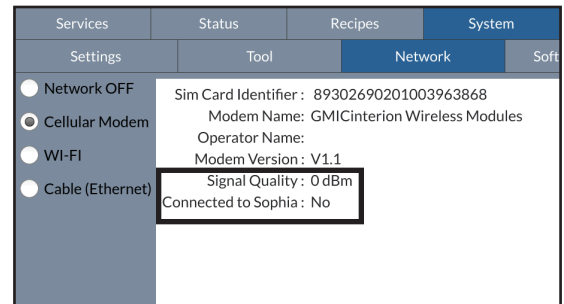 Services Status Recipes System
Settings Tool Network Soft
Network OFF
Cellular Modem
WI-FI
Cable (Ethernet)
Sim Card Identifier : 89302690201003963868
Modem Name: GMICinterion Wireless Modules
Operator Name:
Modem Version : V1.1
Signal Quality : 0 dBm
Connected to Sophia : No